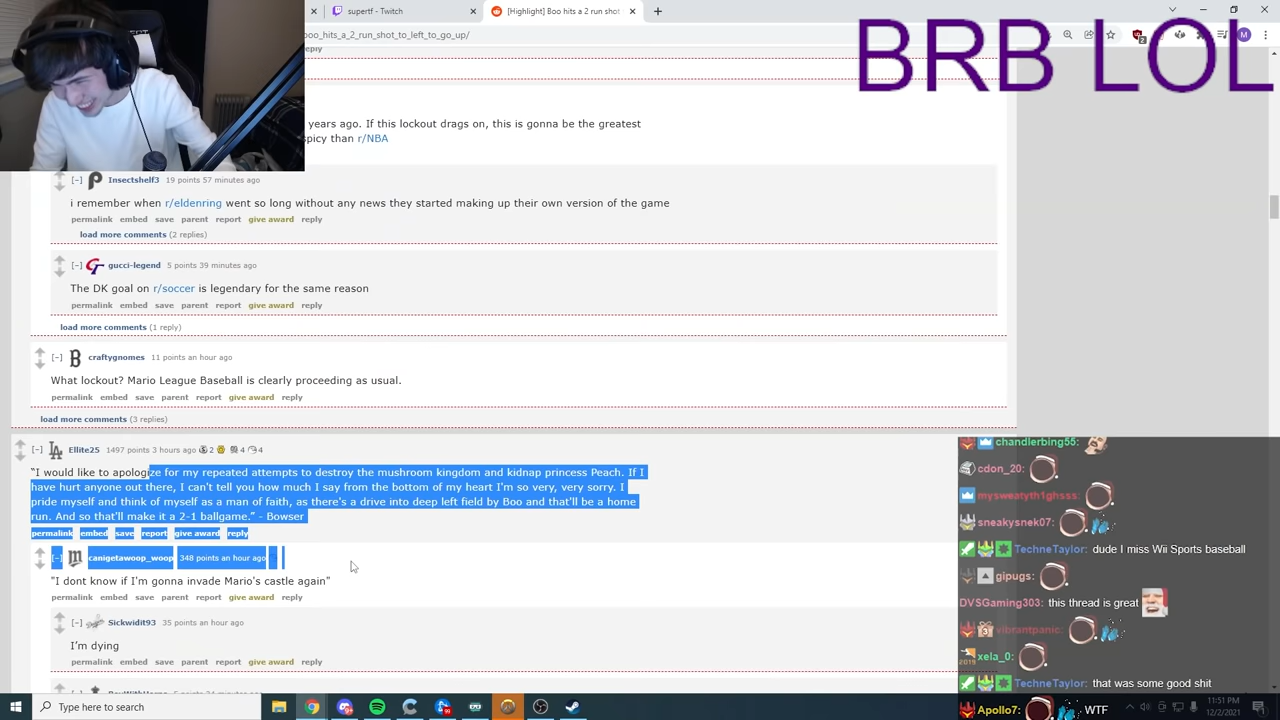 supertf - Twitch
[Highlight] Boo hits a 2 run shot
BRB LOL
boo_hits_a_2_run_shot_to_left_to_go_up/
reply
years ago. If this lockout drags on, this is gonna be the greatest
spicy than r/NBA
[-] Insectshelf3 19 points 57 minutes ago
i remember when r/eldenring went so long without any news they started making up their own version of the game
permalink embed save parent report give award reply
load more comments (2 replies)
[-] gucci-legend 5 points 39 minutes ago
The DK goal on r/soccer is legendary for the same reason
permalink embed save parent report give award reply
load more comments (1 reply)
[-] craftygnomes 11 points an hour ago
What lockout? Mario League Baseball is clearly proceeding as usual.
permalink embed save parent report give award reply
load more comments (3 replies)
[-] Ellite25 1497 points 3 hours ago 2 4 4
“I would like to apologize for my repeated attempts to destroy the mushroom kingdom and kidnap princess Peach. If I
have hurt anyone out there, I can't tell you how much I say from the bottom of my heart I'm so very, very sorry. I
pride myself and think of myself as a man of faith, as there's a drive into deep left field by Boo and that'll be a home
run. And so that'll make it a 2-1 ballgame.” - Bowser
permalink embed save report give award reply
[-] canigetawoop_woop 348 points an hour ago
"I dont know if I'm gonna invade Mario's castle again"
permalink embed save parent report give award reply
[-] Sickwidit93 35 points an hour ago
I’m dying
permalink embed save parent report give award reply
chandlerbing55:
cdon_20:
mysweatyth1ghsss:
sneakysnek07:
TechneTaylor: dude I miss Wii Sports baseball
gipugs:
DVSGaming303: this thread is great
vibrantpanic:
xela_0:
TechneTaylor: that was some good shit
Apollo7: WTF
Type here to search
11:51 PM
12/2/2021